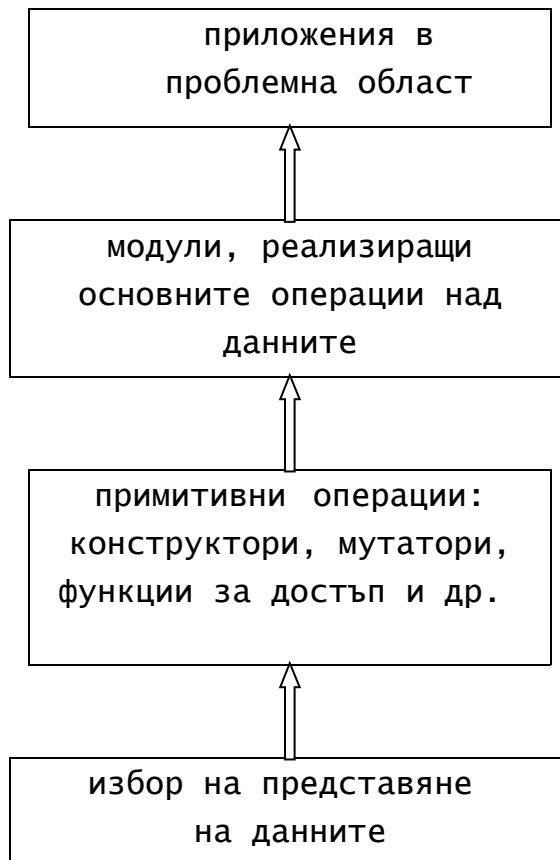 приложения в
проблемна област
модули, реализиращи
основните операции над
данните
примитивни операции:
конструктори, мутатори,
функции за достъп и др.
избор на представяне
на данните